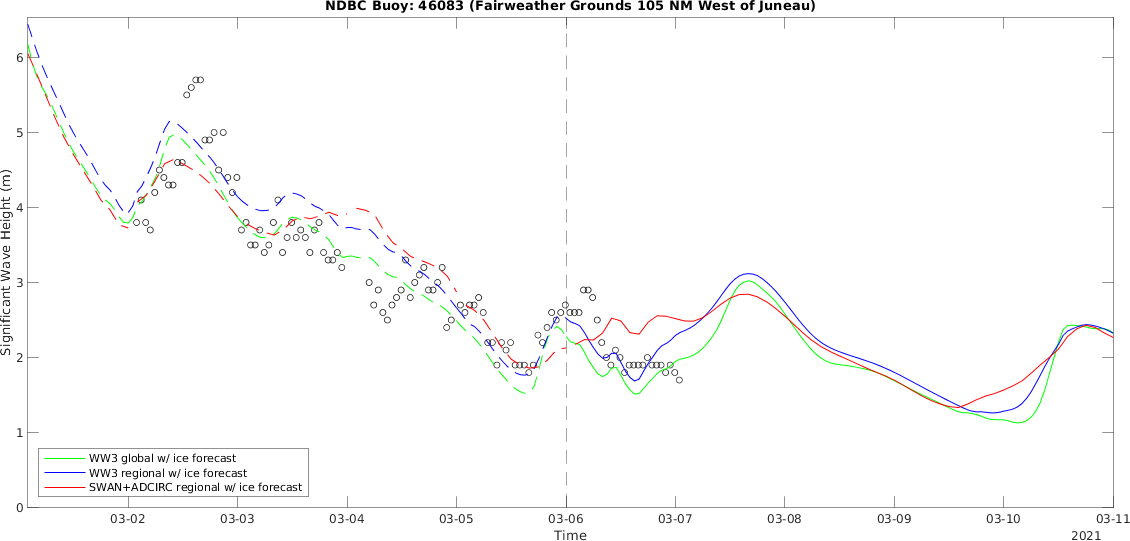 NDBC Buoy: 46083 (Fairweather Grounds 105 NM West of Juneau)
Significant Wave Height (m)
6
5
4
3
2
1
0
WW3 global w/ ice forecast
WW3 regional w/ ice forecast
SWAN+ADCIRC regional w/ ice forecast
03-02 03-03 03-04 03-05 03-06 03-07 03-08 03-09 03-10 03-11
Time
2021